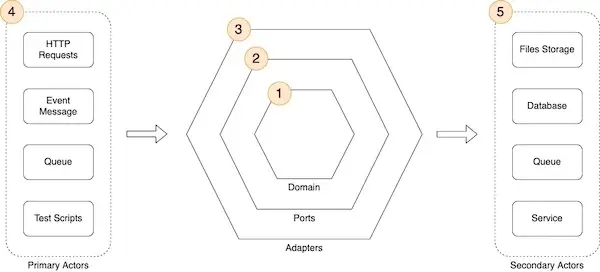 4
HTTP
Requests
Event
Message
Queue
Test Scripts
Primary Actors
3
2
1
Domain
Ports
Adapters
5
Files Storage
Database
Queue
Service
Secondary Actors